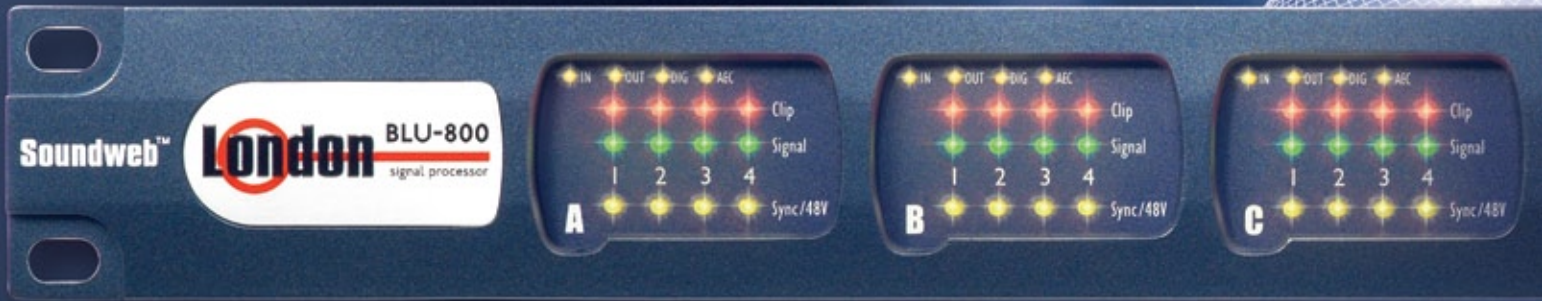 Soundweb™
London BLU-800
signal processor
IN OUT DIG AEC
Clip
Signal
1 2 3 4
Sync/48V
A
IN OUT DIG AEC
Clip
Signal
1 2 3 4
Sync/48V
B
IN OUT DIG AEC
Clip
Signal
1 2 3 4
Sync/48V
C